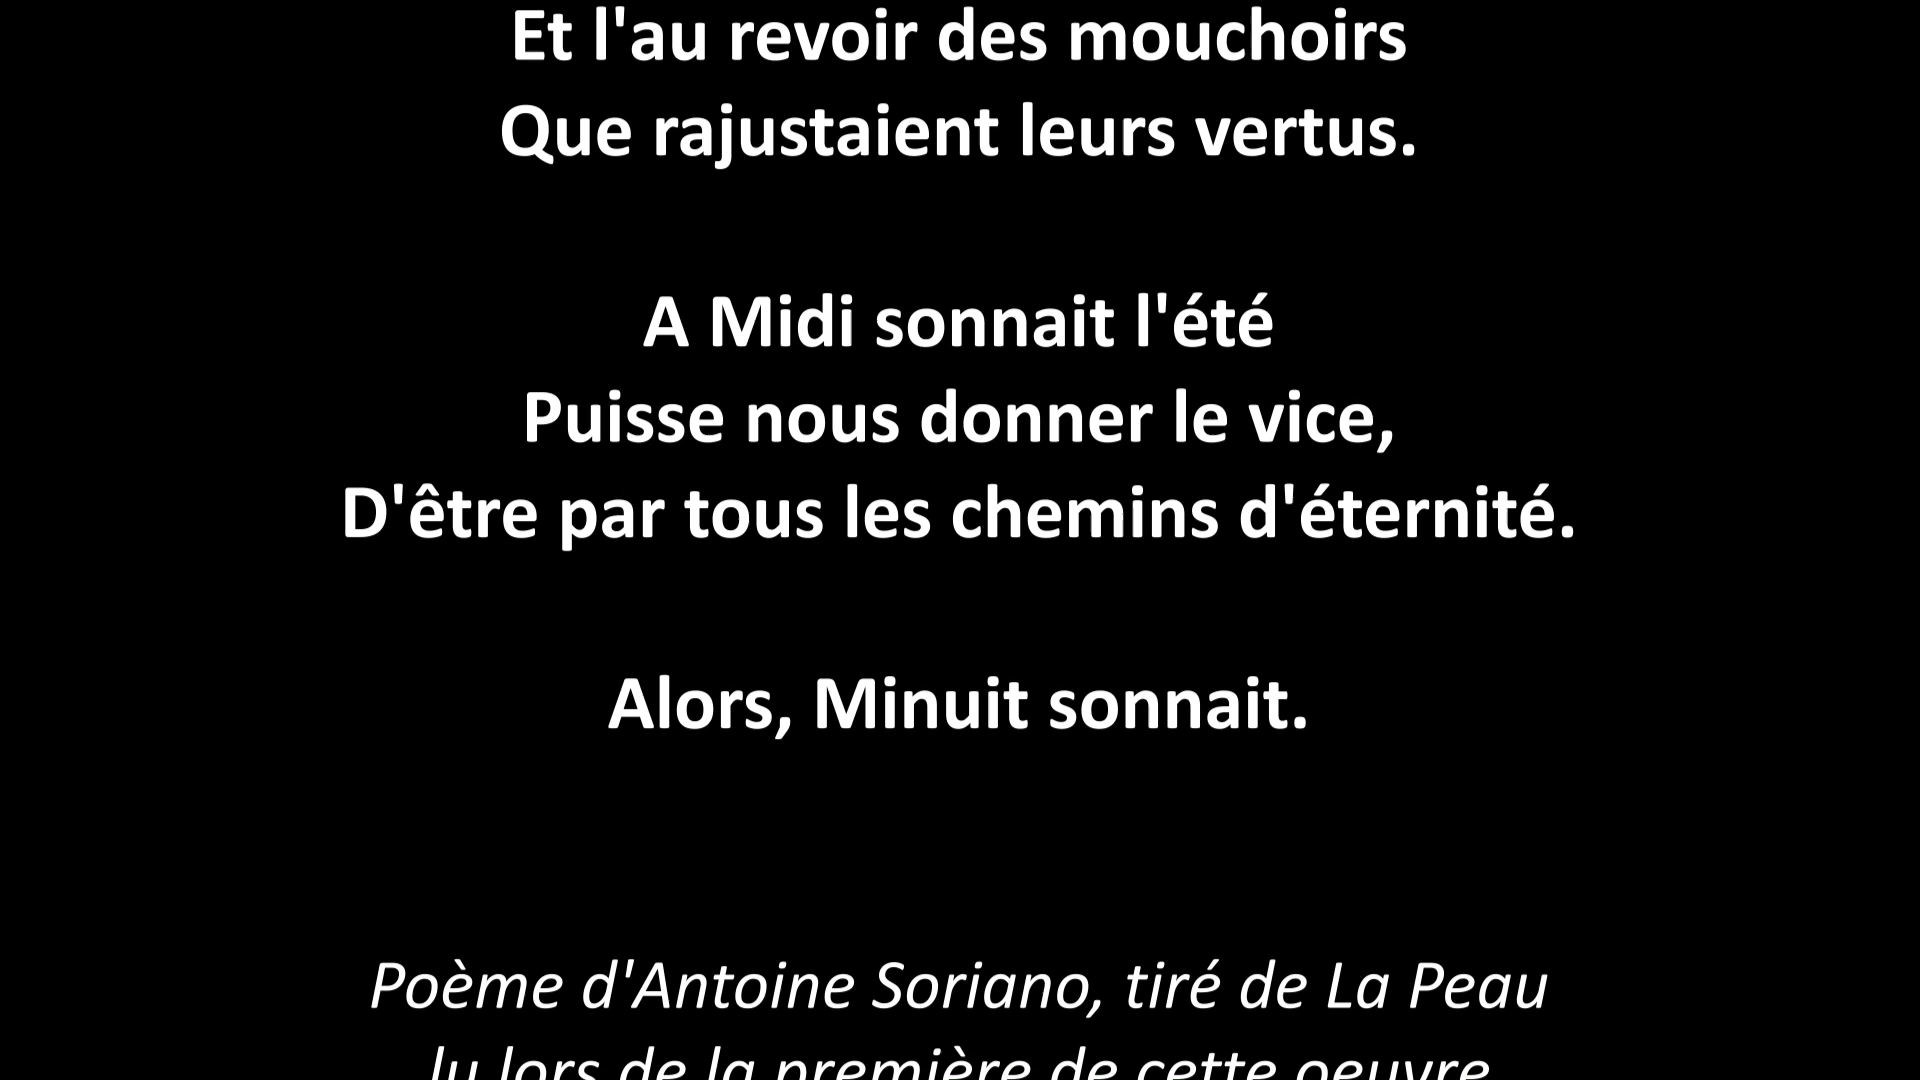 Et l'au revoir des mouchoirs
Que rajustaient leurs vertus.
A Midi sonnait l'été
Puisse nous donner le vice,
D'être par tous les chemins d'éternité.
Alors, Minuit sonnait.
Poème d'Antoine Soriano, tiré de La Peau
lu lors de la première de cette oeuvre